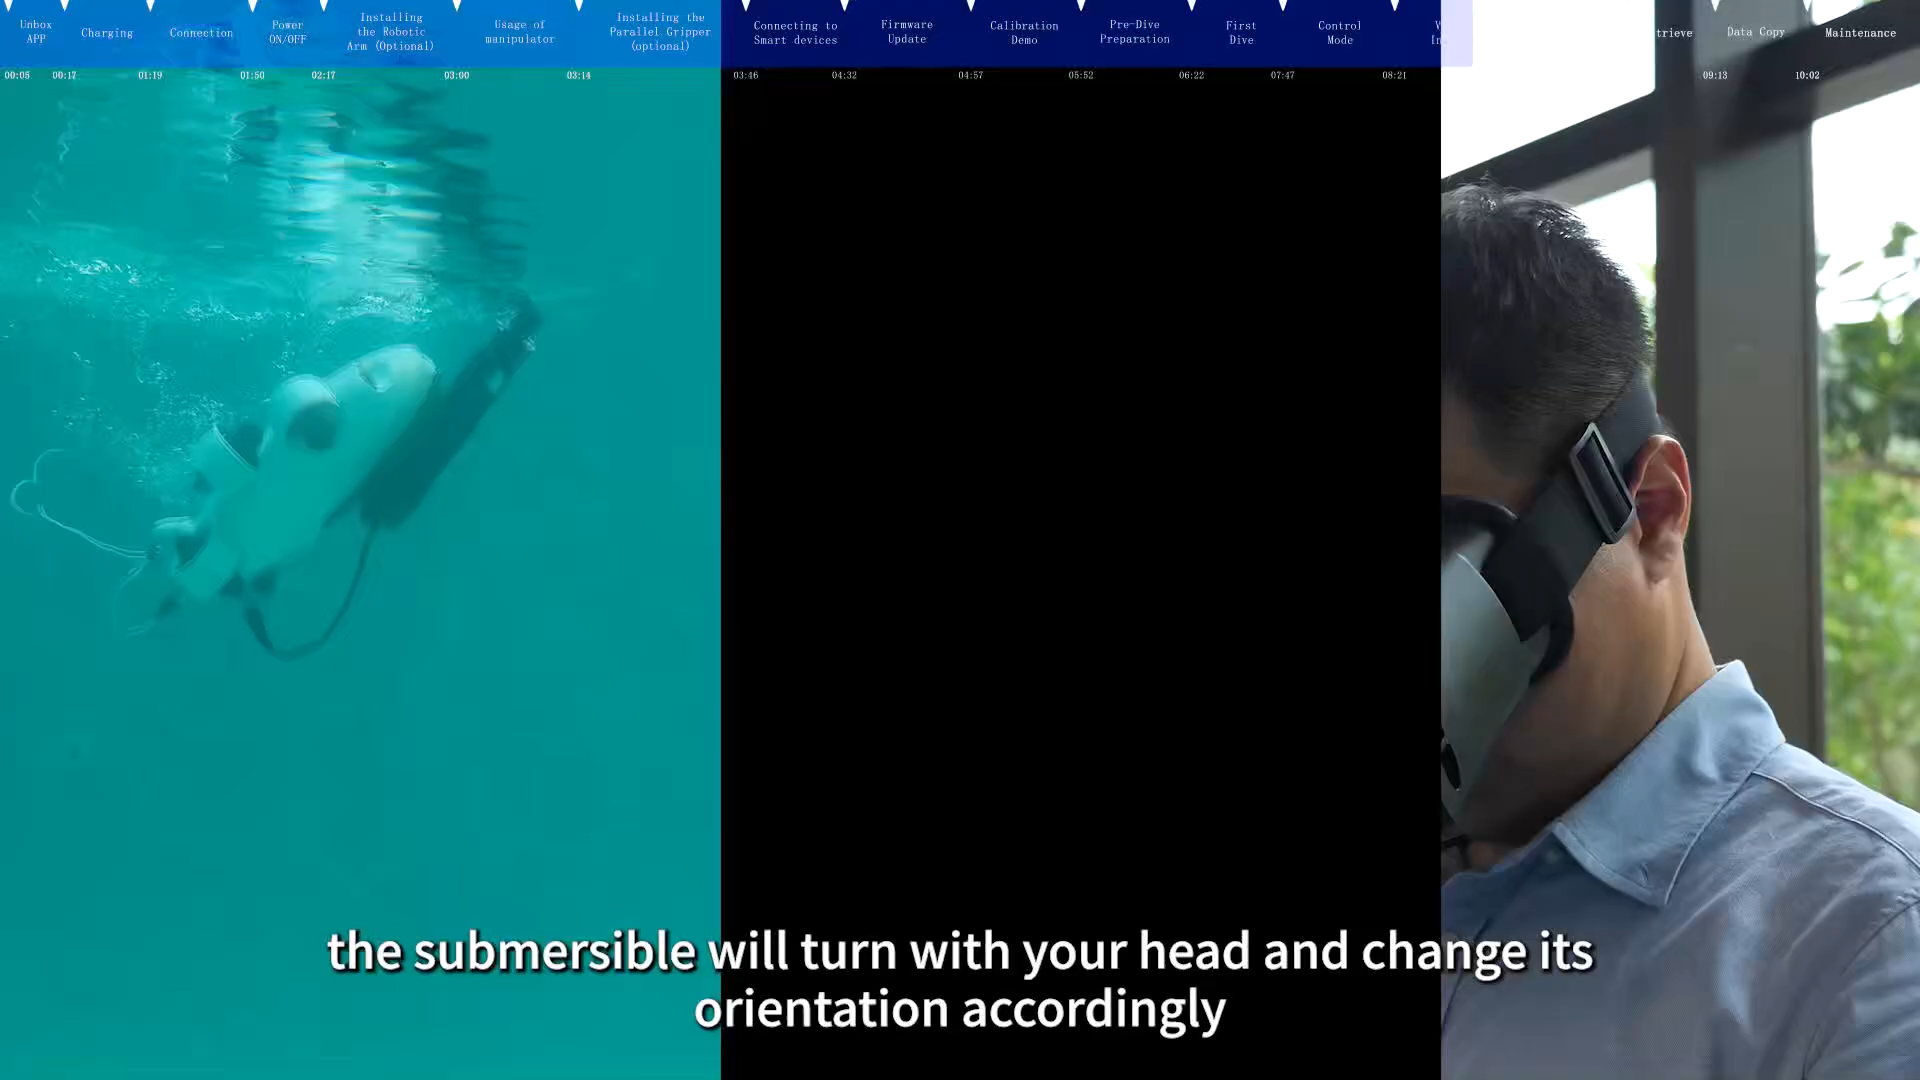 Unbox
APP
Charging
Connection
Power
ON/OFF
Installing
the Robotic
Arm (Optional)
Usage of
manipulator
Installing the
Parallel Gripper
(optional)
Connecting to
Smart devices
Firmware
Update
Calibration
Demo
Pre-Dive
Preparation
First
Dive
Control
Mode
Data Copy
Maintenance
00:05 00:17 01:19 01:50 02:17 03:00 03:14 03:46 04:32 04:57 05:52 06:22 07:47 08:21 09:13 10:02
the submersible will turn with your head and change its
orientation accordingly